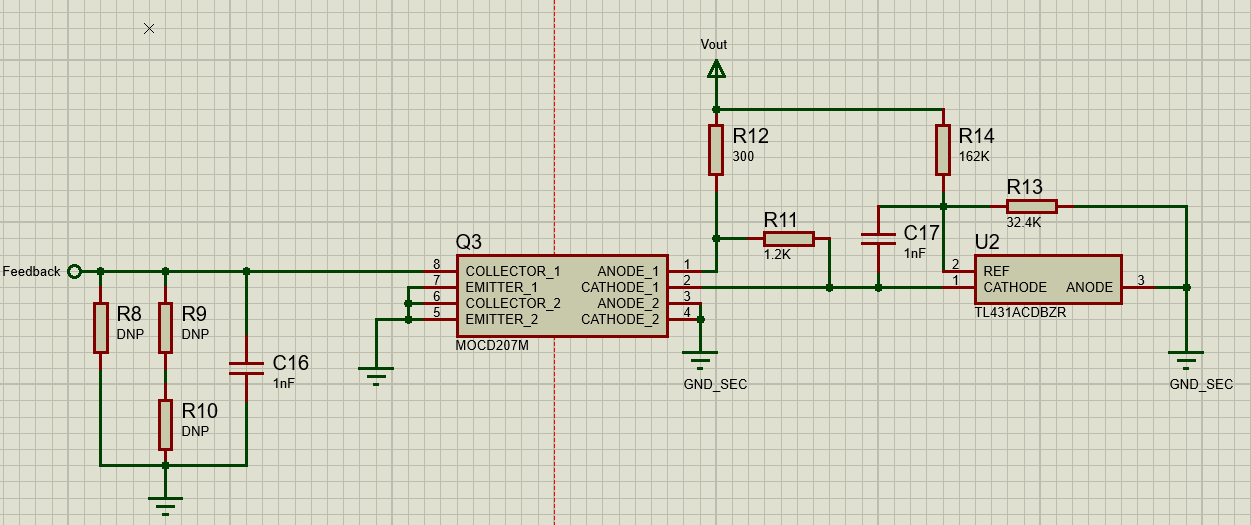 Vout
R12
300
R14
162K
R13
32.4K
R11
1.2K
C17
1nF
U2
2 REF
1 CATHODE ANODE 3
TL431ACDBZR
Q3
Feedback
8 COLLECTOR_1 ANODE_1 1
7 EMITTER_1 CATHODE_1 2
6 COLLECTOR_2 ANODE_2 3
5 EMITTER_2 CATHODE_2 4
MOCD207M
R8
DNP
R9
DNP
C16
1nF
R10
DNP
GND_SEC
GND_SEC